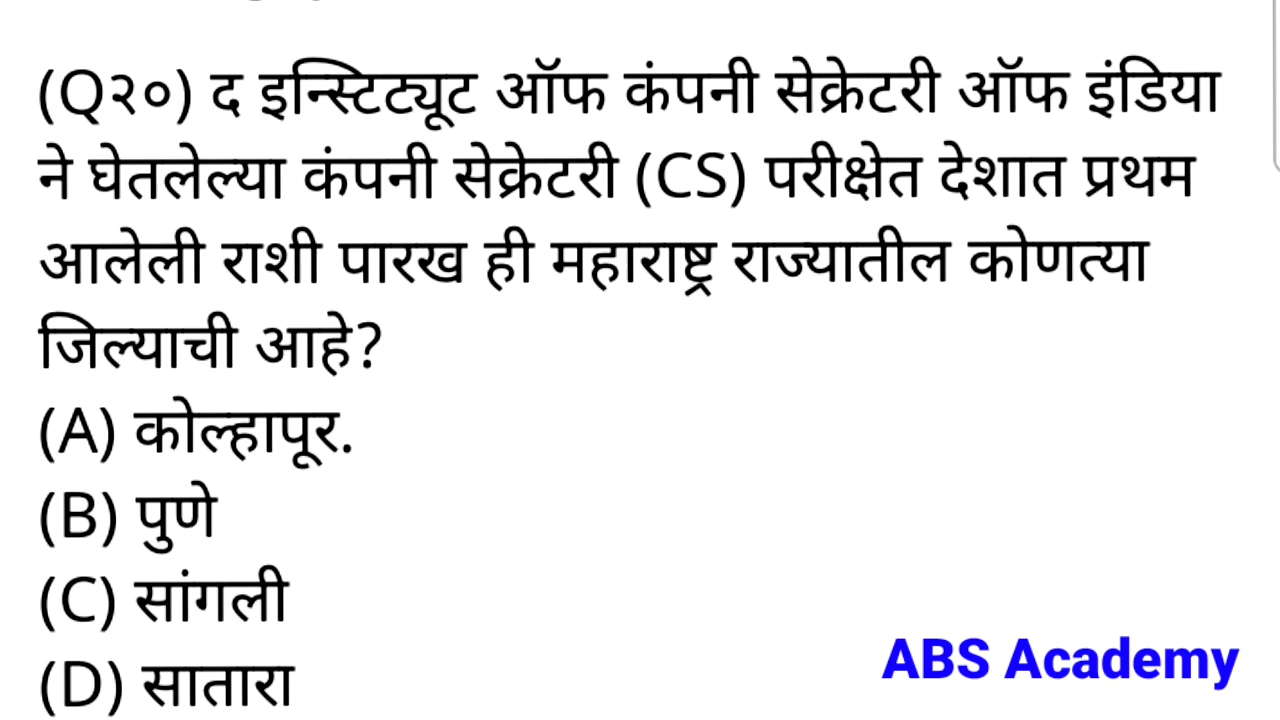 (Q२०) द इन्स्टिट्यूट ऑफ कंपनी सेक्रेटरी ऑफ इंडिया
ने घेतलेल्या कंपनी सेक्रेटरी (CS) परीक्षेत देशात प्रथम
आलेली राशी पारख ही महाराष्ट्र राज्यातील कोणत्या
जिल्याची आहे?
(A) कोल्हापूर.
(B) पुणे
(C) सांगली
(D) सातारा
ABS Academy